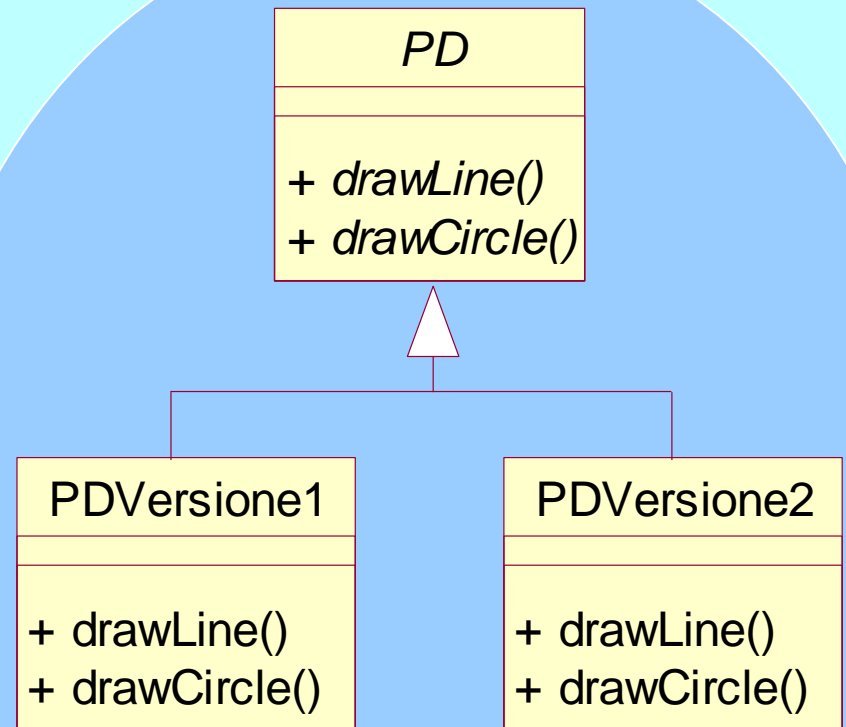 PD
+ drawLine()
+ drawCircle()
PDVersione1
+ drawLine()
+ drawCircle()
PDVersione2
+ drawLine()
+ drawCircle()